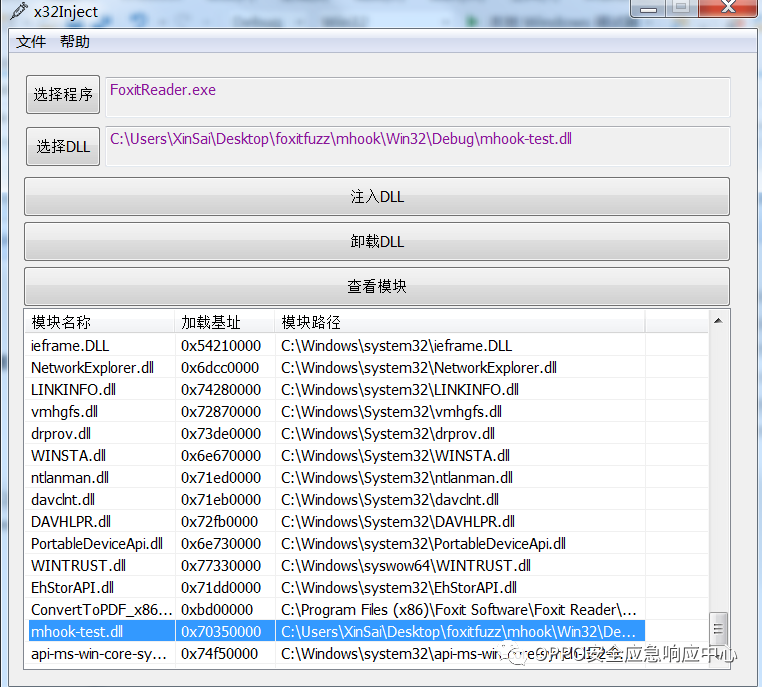 x32Inject
文件 帮助
选择程序 FoxitReader.exe
选择DLL C:\Users\XinSai\Desktop\foxitfuzz\mhook\Win32\Debug\mhook-test.dll
注入DLL
卸载DLL
查看模块
模块名称 加载基址 模块路径
ieframe.DLL 0x54210000 C:\Windows\system32\ieframe.DLL
NetworkExplorer.dll 0x6dcc0000 C:\Windows\system32\NetworkExplorer.dll
LINKINFO.dll 0x74280000 C:\Windows\system32\LINKINFO.dll
vmhgfs.dll 0x72870000 C:\Windows\System32\vmhgfs.dll
drprov.dll 0x73de0000 C:\Windows\System32\drprov.dll
WINSTA.dll 0x6e670000 C:\Windows\System32\WINSTA.dll
ntlanman.dll 0x71ed0000 C:\Windows\System32\ntlanman.dll
davclnt.dll 0x71eb0000 C:\Windows\System32\davclnt.dll
DAVHLPR.dll 0x72fb0000 C:\Windows\System32\DAVHLPR.dll
PortableDeviceApi.dll 0x6e730000 C:\Windows\system32\PortableDeviceApi.dll
WINTRUST.dll 0x77330000 C:\Windows\syswow64\WINTRUST.dll
EhStorAPI.dll 0x71dd0000 C:\Windows\system32\EhStorAPI.dll
ConvertToPDF_x86... 0xbd00000 C:\Program Files (x86)\Foxit Software\Foxit Reader\...
mhook-test.dll 0x70350000 C:\Users\XinSai\Desktop\foxitfuzz\mhook\Win32\De...
api-ms-win-core-sy... 0x74f50000 C:\Windows\system32\api-ms-win-core-
OPPO安全应急响应中心